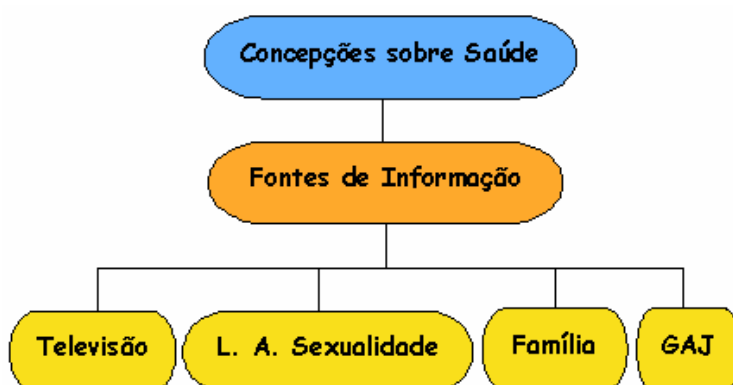 Concepções sobre Saúde
Fontes de Informação
Televisão
L. A. Sexualidade
Família
GAJ